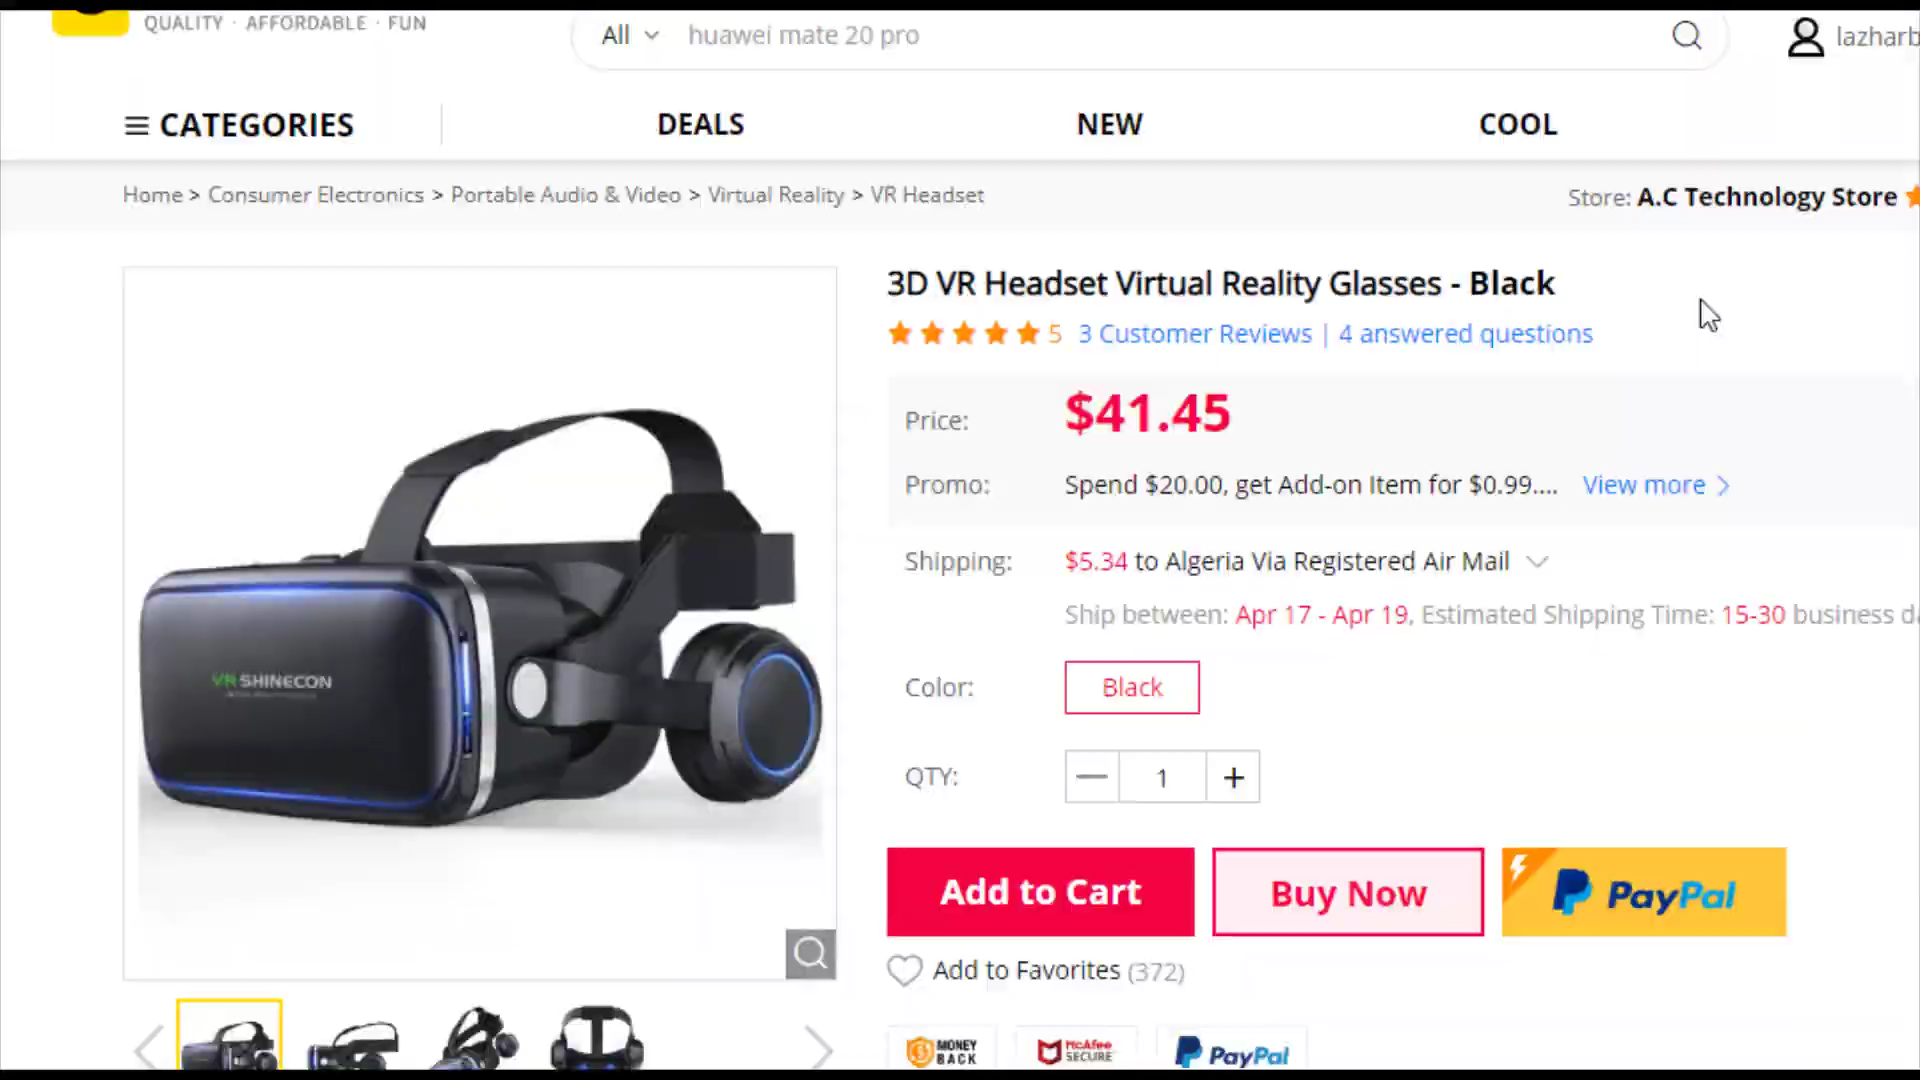 QUALITY · AFFORDABLE · FUN
All huawei mate 20 pro
lazharb
CATEGORIES DEALS NEW COOL
Home > Consumer Electronics > Portable Audio & Video > Virtual Reality > VR Headset
Store: A.C Technology Store
3D VR Headset Virtual Reality Glasses - Black
5 3 Customer Reviews | 4 answered questions
Price: $41.45
Promo: Spend $20.00, get Add-on Item for $0.99.... View more >
Shipping: $5.34 to Algeria Via Registered Air Mail
Ship between: Apr 17 - Apr 19, Estimated Shipping Time: 15-30 business da
VR SHINECON
Color: Black
QTY: — 1 +
Add to Cart Buy Now PayPal
Add to Favorites (372)
MONEY BACK McAfee SECURE PayPal